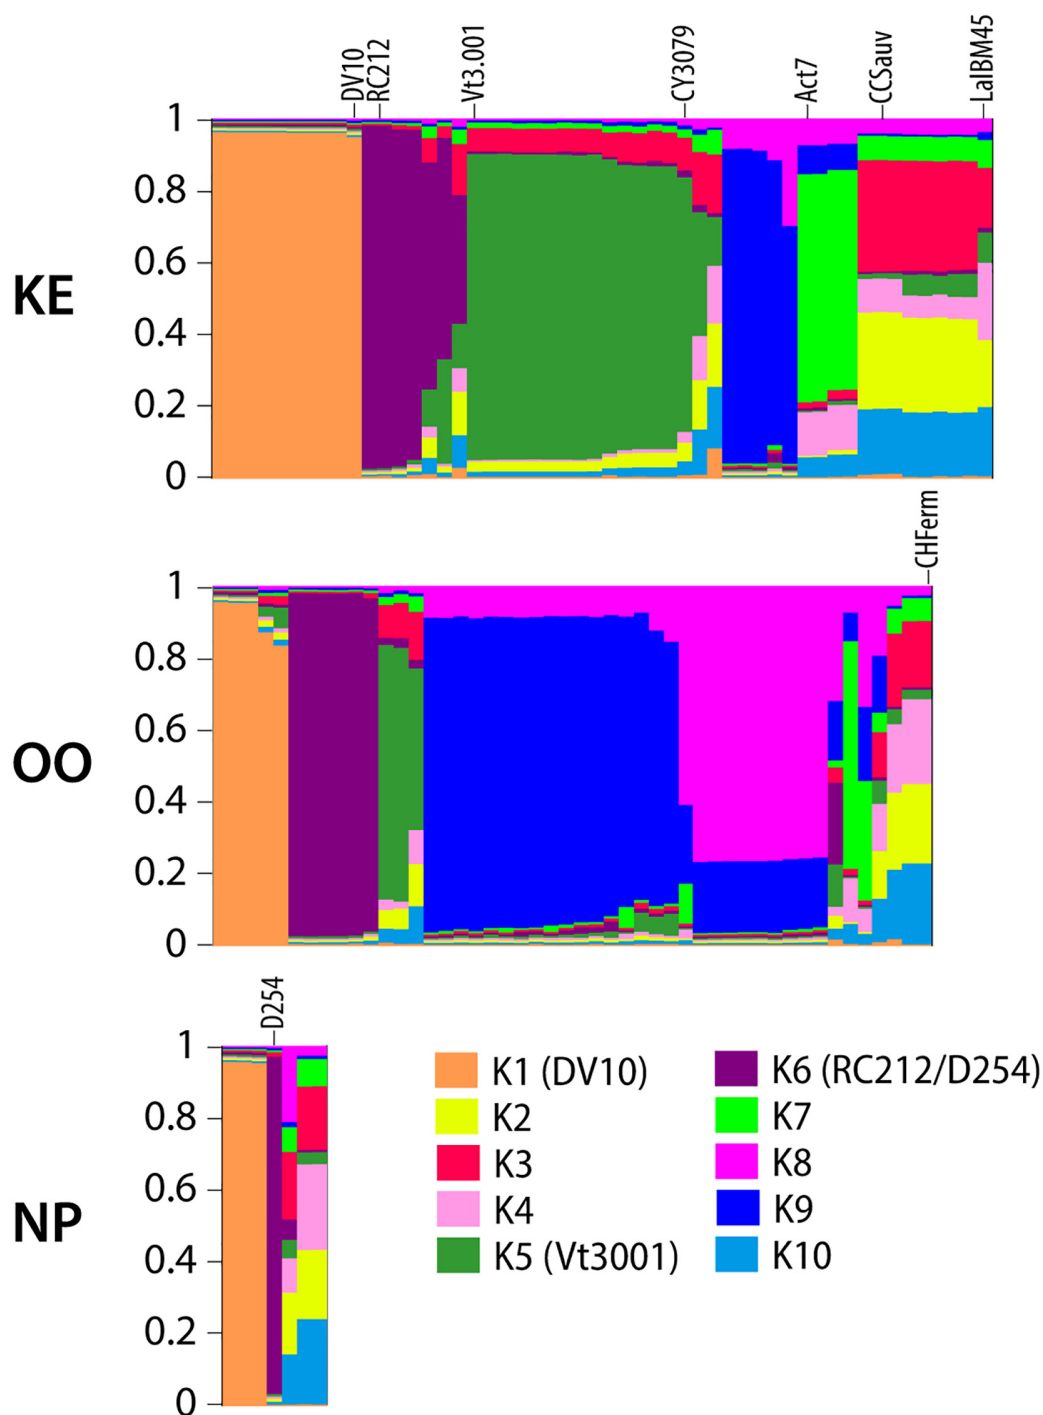 DV10
RC212
Vt3.001
CY3079
Act7
CCSauv
LalBM45
1
0.8
0.6
0.4
0.2
0
KE
CHFerm
1
0.8
0.6
0.4
0.2
0
OO
D254
1
0.8
0.6
0.4
0.2
0
NP
K1 (DV10)
K2
K3
K4
K5 (Vt3001)
K6 (RC212/D254)
K7
K8
K9
K10